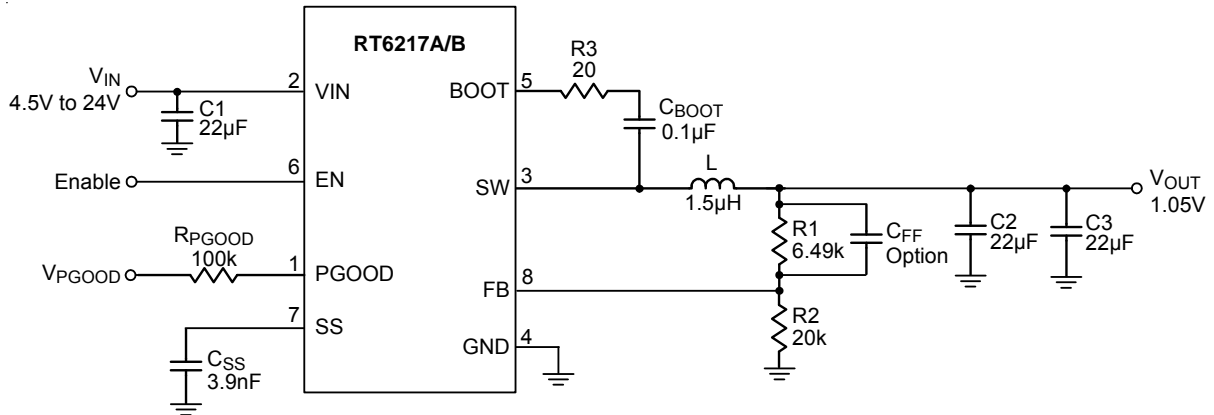 RT6217A/B
VIN
4.5V to 24V
C1
22µF
2
VIN
BOOT
5
R3
20
CBOOT
0.1µF
Enable
6
EN
SW
3
L
1.5µH
VOUT
1.05V
R1
6.49k
CFF
Option
C2
22µF
C3
22µF
RPGOOD
100k
VPGOOD
1
PGOOD
FB
8
R2
20k
7
SS
CSS
3.9nF
GND
4